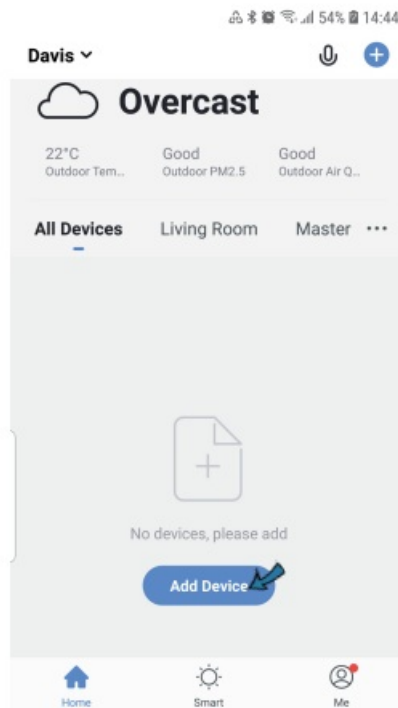 54% 14:44
Davis
Overcast
22°C Good Good
Outdoor Tem... Outdoor PM2.5 Outdoor Air Q...
All Devices Living Room Master ...
No devices, please add
Add Device
Home Smart Me